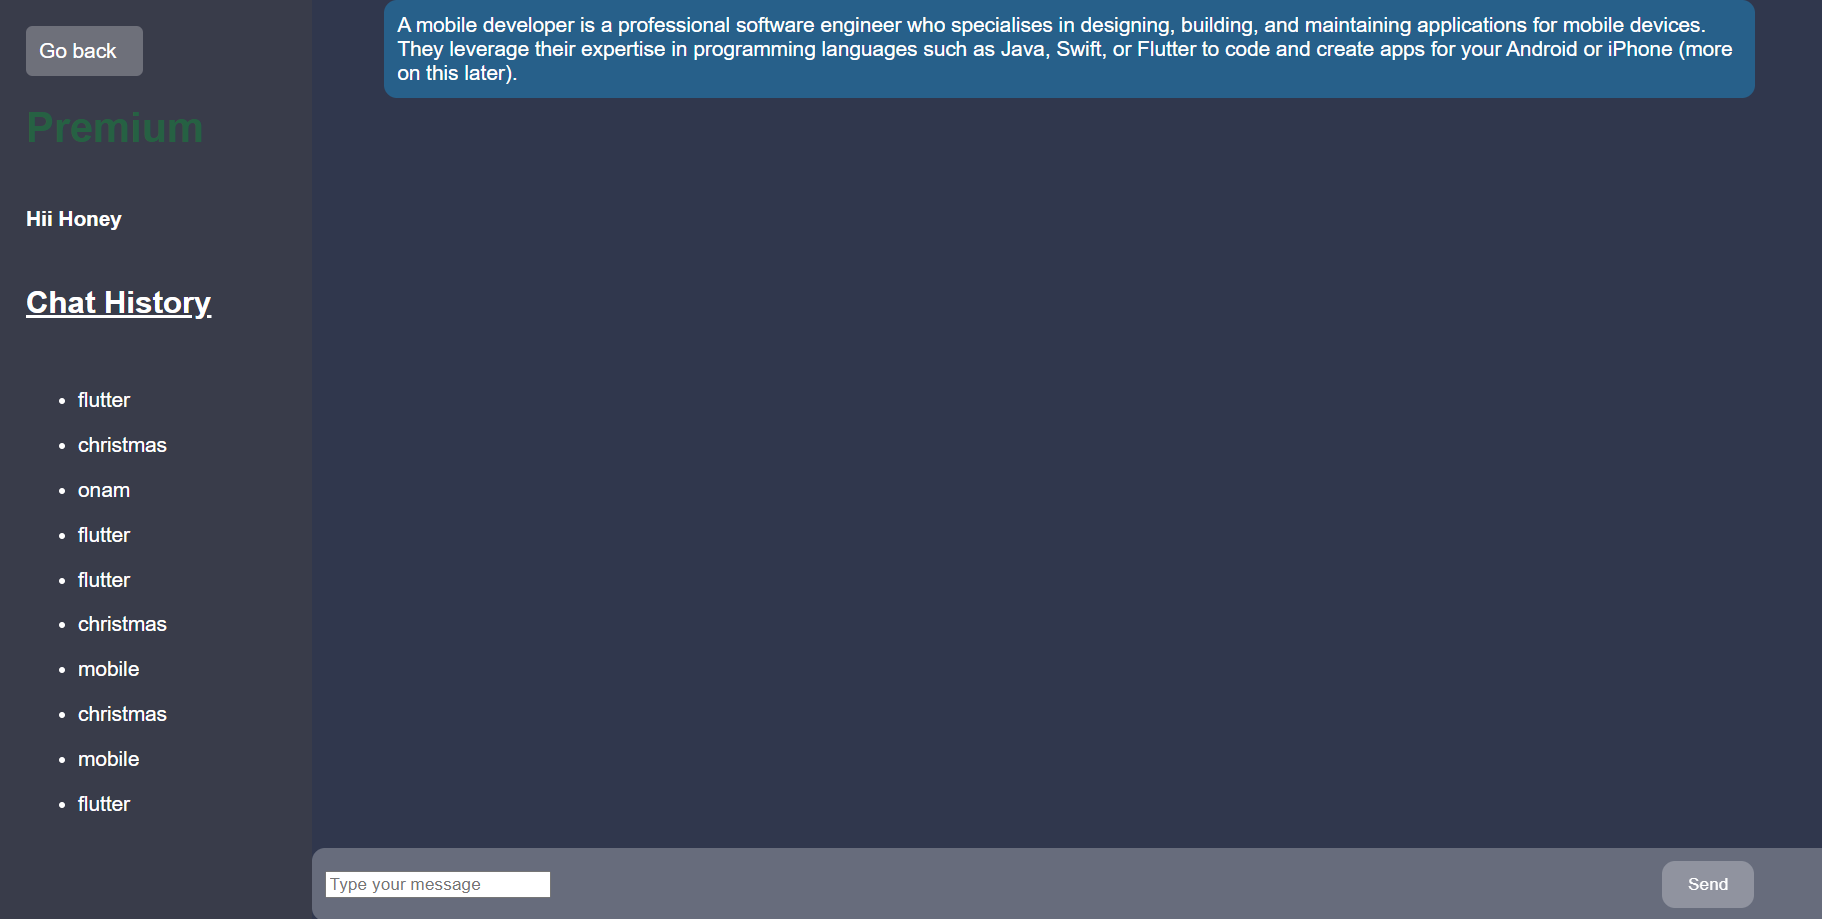 Go back
Premium
Hii Honey
Chat History
flutter
christmas
onam
flutter
flutter
christmas
mobile
christmas
mobile
flutter
A mobile developer is a professional software engineer who specialises in designing, building, and maintaining applications for mobile devices.
They leverage their expertise in programming languages such as Java, Swift, or Flutter to code and create apps for your Android or iPhone (more
on this later).
Type your message
Send